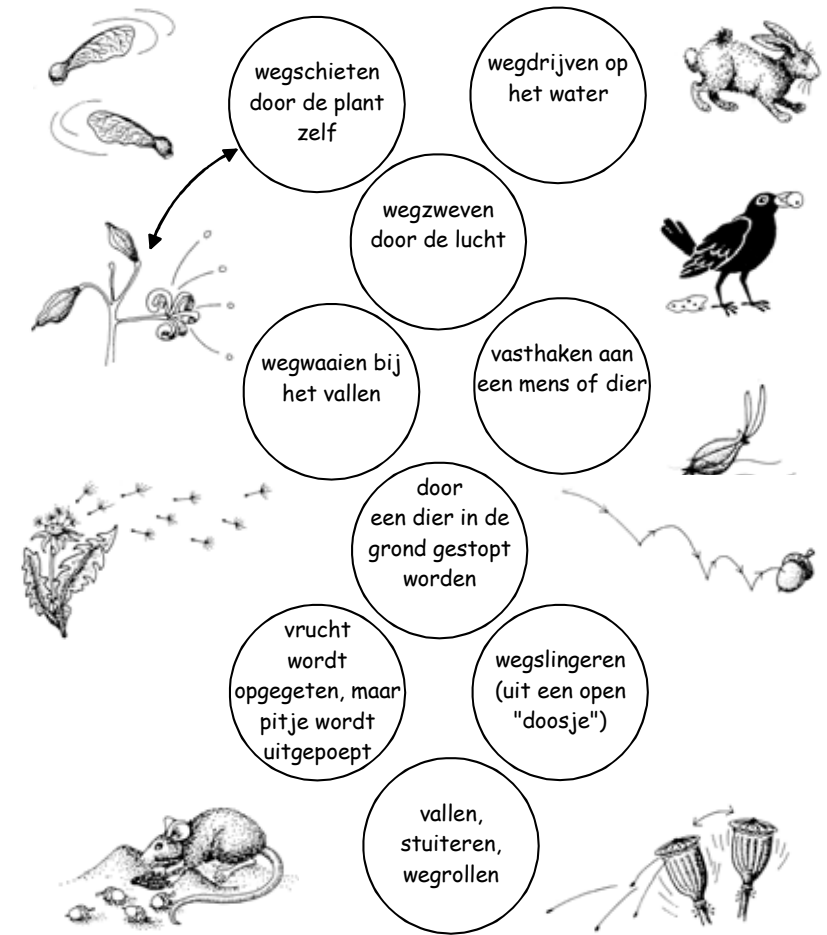 wegschieten
door de plant
zelf
wegdrijven op
het water
wegzweven
door de lucht
wegwaaien bij
het vallen
vasthaken aan
een mens of dier
door
een dier in de
grond gestopt
worden
vrucht
wordt
opgegeten, maar
pitje wordt
uitgepoept
wegslingeren
(uit een open
"doosje")
vallen,
stuiteren,
wegrollen